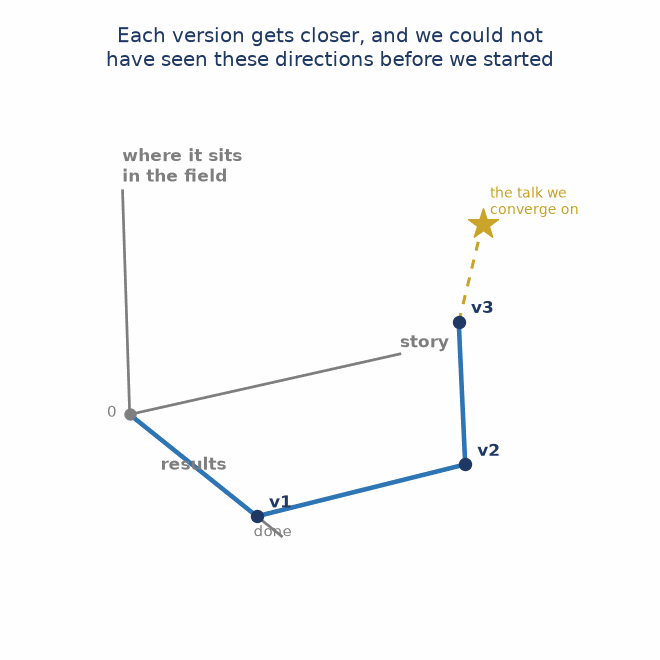 Each version gets closer, and we could not
have seen these directions before we started
where it sits
in the field
the talk we
converge on
v3
story
0
results
v2
v1
done